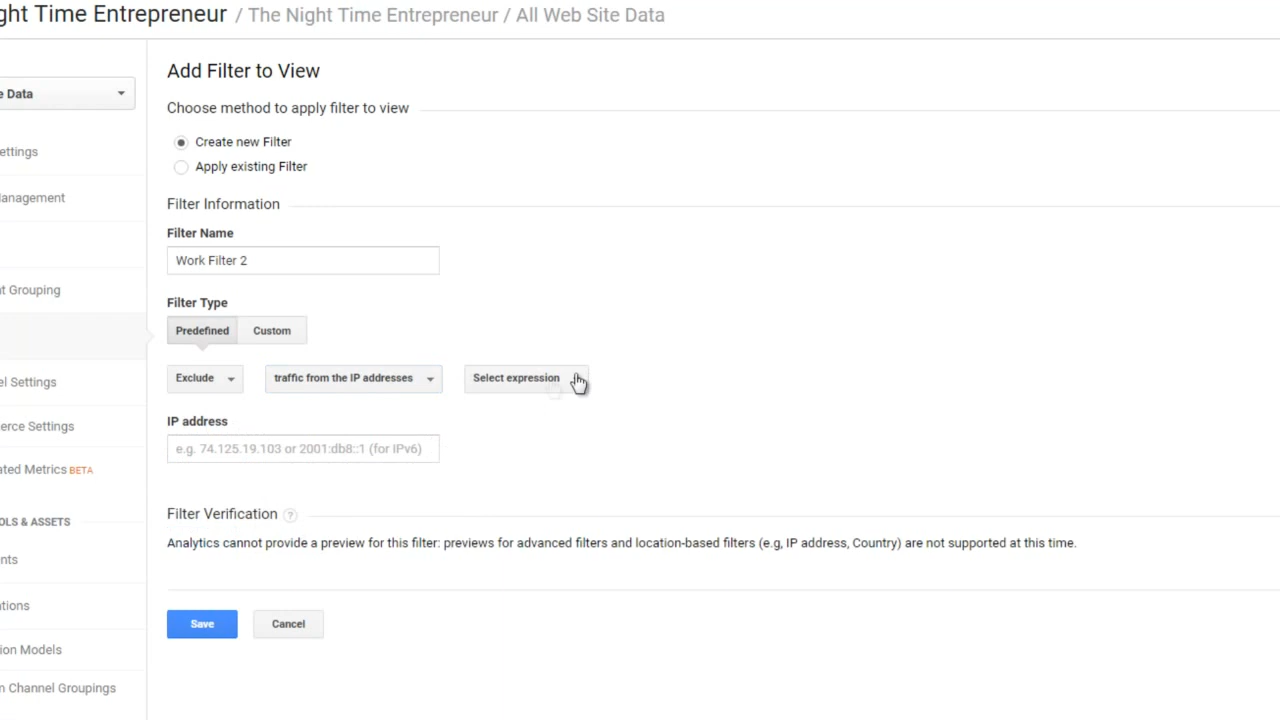 ght Time Entrepreneur / The Night Time Entrepreneur / All Web Site Data
Add Filter to View
e Data
Choose method to apply filter to view
Create new Filter
ettings
Apply existing Filter
lanagement
Filter Information
Filter Name
Work Filter 2
t Grouping
Filter Type
Predefined Custom
Exclude traffic from the IP addresses Select expression
el Settings
IP address
erce Settings
e.g. 74.125.19.103 or 2001:db8::1 (for IPv6)
ated Metrics BETA
Filter Verification ?
OLS & ASSETS
Analytics cannot provide a preview for this filter: previews for advanced filters and location-based filters (e.g, IP address, Country) are not supported at this time.
nts
tions
Save Cancel
ion Models
n Channel Groupings